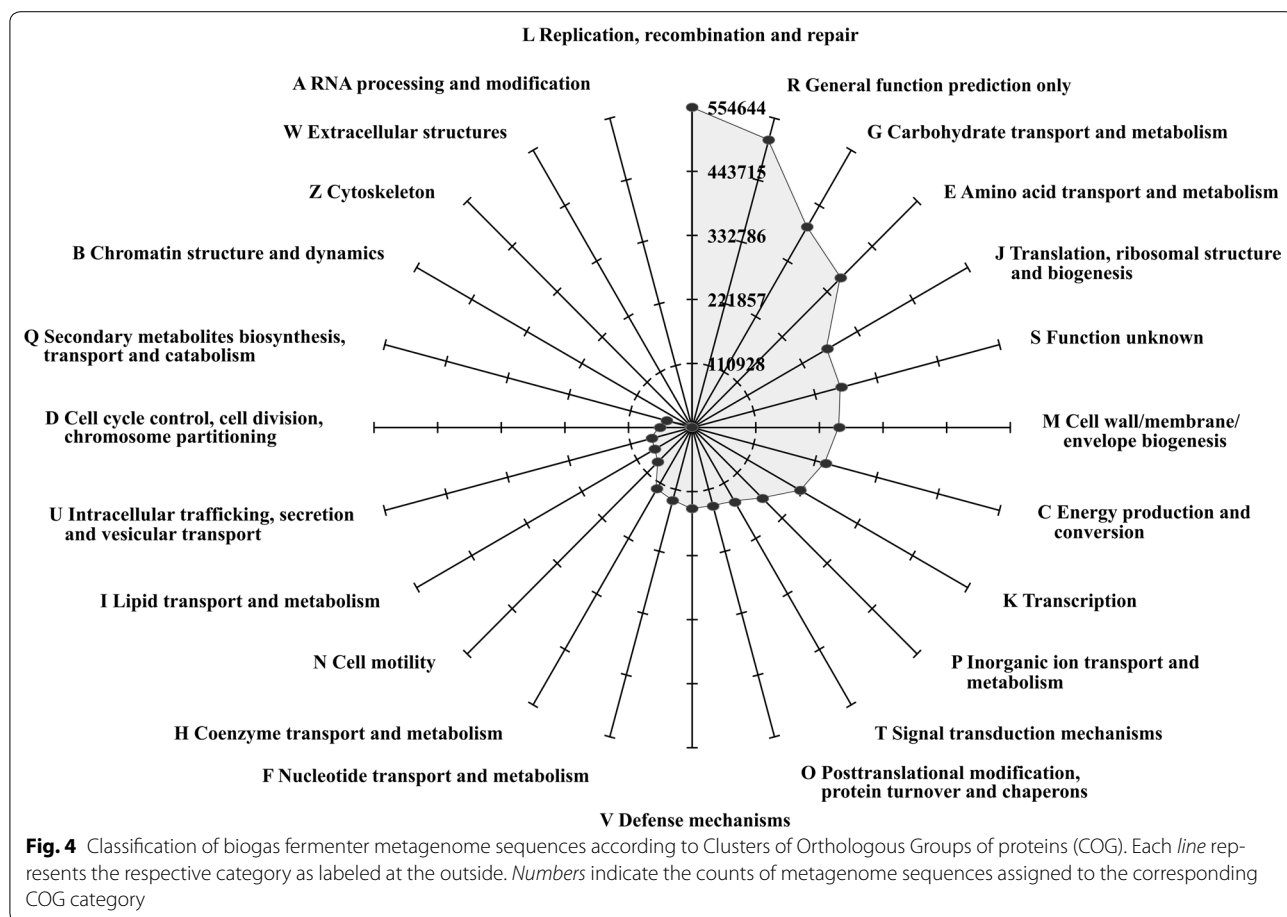 L Replication, recombination and repair
A RNA processing and modification
R General function prediction only
554644
W Extracellular structures
G Carbohydrate transport and metabolism
443715
Z Cytoskeleton
E Amino acid transport and metabolism
332786
B Chromatin structure and dynamics
J Translation, ribosomal structure
and biogenesis
221857
Q Secondary metabolites biosynthesis,
transport and catabolism
S Function unknown
110928
D Cell cycle control, cell division,
chromosome partitioning
M Cell wall/membrane/
envelope biogenesis
U Intracellular trafficking, secretion
and vesicular transport
C Energy production and
conversion
I Lipid transport and metabolism
K Transcription
N Cell motility
P Inorganic ion transport and
metabolism
H Coenzyme transport and metabolism
T Signal transduction mechanisms
F Nucleotide transport and metabolism
O Posttranslational modification,
protein turnover and chaperons
V Defense mechanisms
Fig. 4 Classification of biogas fermenter metagenome sequences according to Clusters of Orthologous Groups of proteins (COG). Each line rep-
resents the respective category as labeled at the outside. Numbers indicate the counts of metagenome sequences assigned to the corresponding
COG category